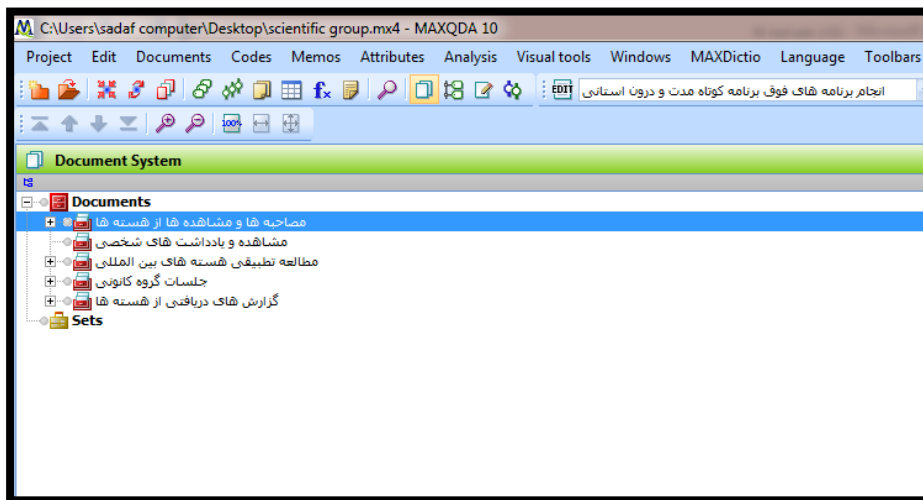 C:\Users\sadaf computer\Desktop\scientific group.mx4 - MAXQDA 10
Project Edit Documents Codes Memos Attributes Analysis Visual tools Windows MAXDictio Language Toolbars
EDIT انجام برنامه های فوق برنامه کوتاه مدت و درون استانی
100%
Document System
Documents
مصاحبه ها و مشاهده ها از هسته ها
مشاهده و یادداشت های شخصی
مطالعه تطبیقی هسته های بین المللی
جلسات گروه کانونی
گزارش های دریافتی از هسته ها
Sets